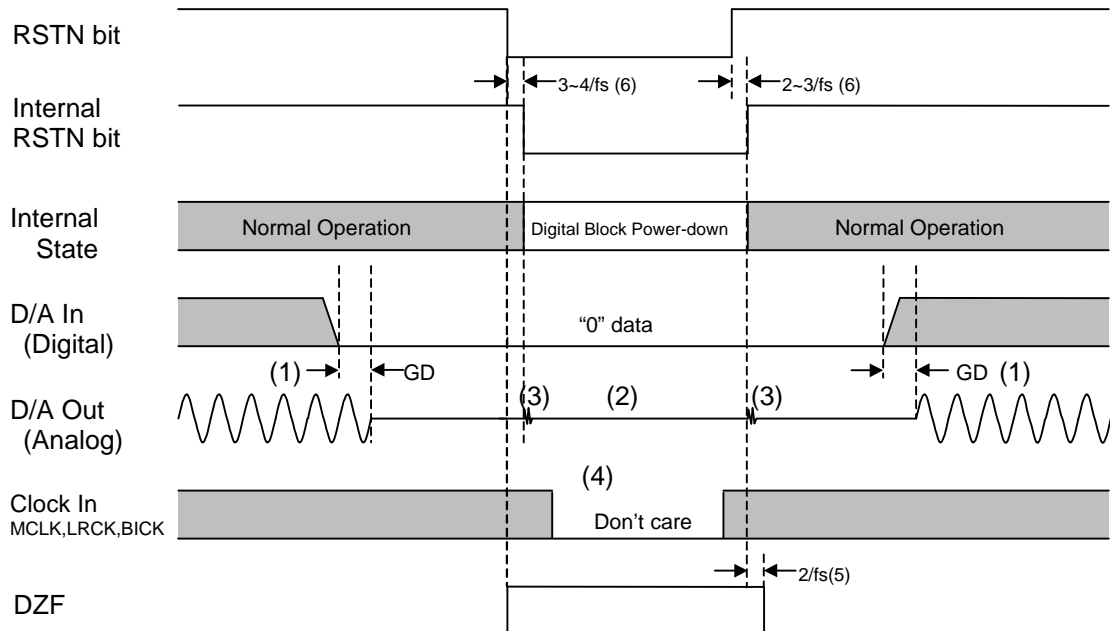 RSTN bit
3~4/fs (6)
2~3/fs (6)
Internal
RSTN bit
Internal
State
Normal Operation
Digital Block Power-down
Normal Operation
D/A In
(Digital)
“0” data
(1)
GD
GD
(1)
D/A Out
(Analog)
(3)
(2)
(3)
(4)
Clock In
MCLK,LRCK,BICK
Don’t care
2/fs(5)
DZF